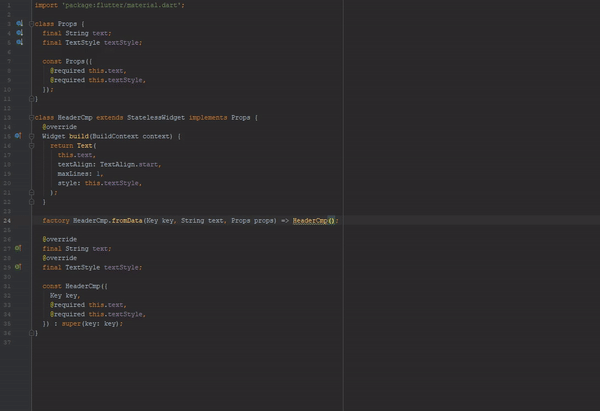 1 import 'package:flutter/material.dart';
2
3 class Props {
4 final String text;
5 final TextStyle textStyle;
6
7 const Props({
8 @required this.text,
9 @required this.textStyle,
10 });
11 }
12
13 class HeaderCmp extends StatelessWidget implements Props {
14 @override
15 Widget build(BuildContext context) {
16 return Text(
17 this.text,
18 textAlign: TextAlign.start,
19 maxLines: 1,
20 style: this.textStyle,
21 );
22 }
23
24 factory HeaderCmp.fromData(Key key, String text, Props props) => HeaderCmp();
25
26 @override
27 final String text;
28 @override
29 final TextStyle textStyle;
30
31 const HeaderCmp({
32 Key key,
33 @required this.text,
34 @required this.textStyle,
35 }) : super(key: key);
36 }
37